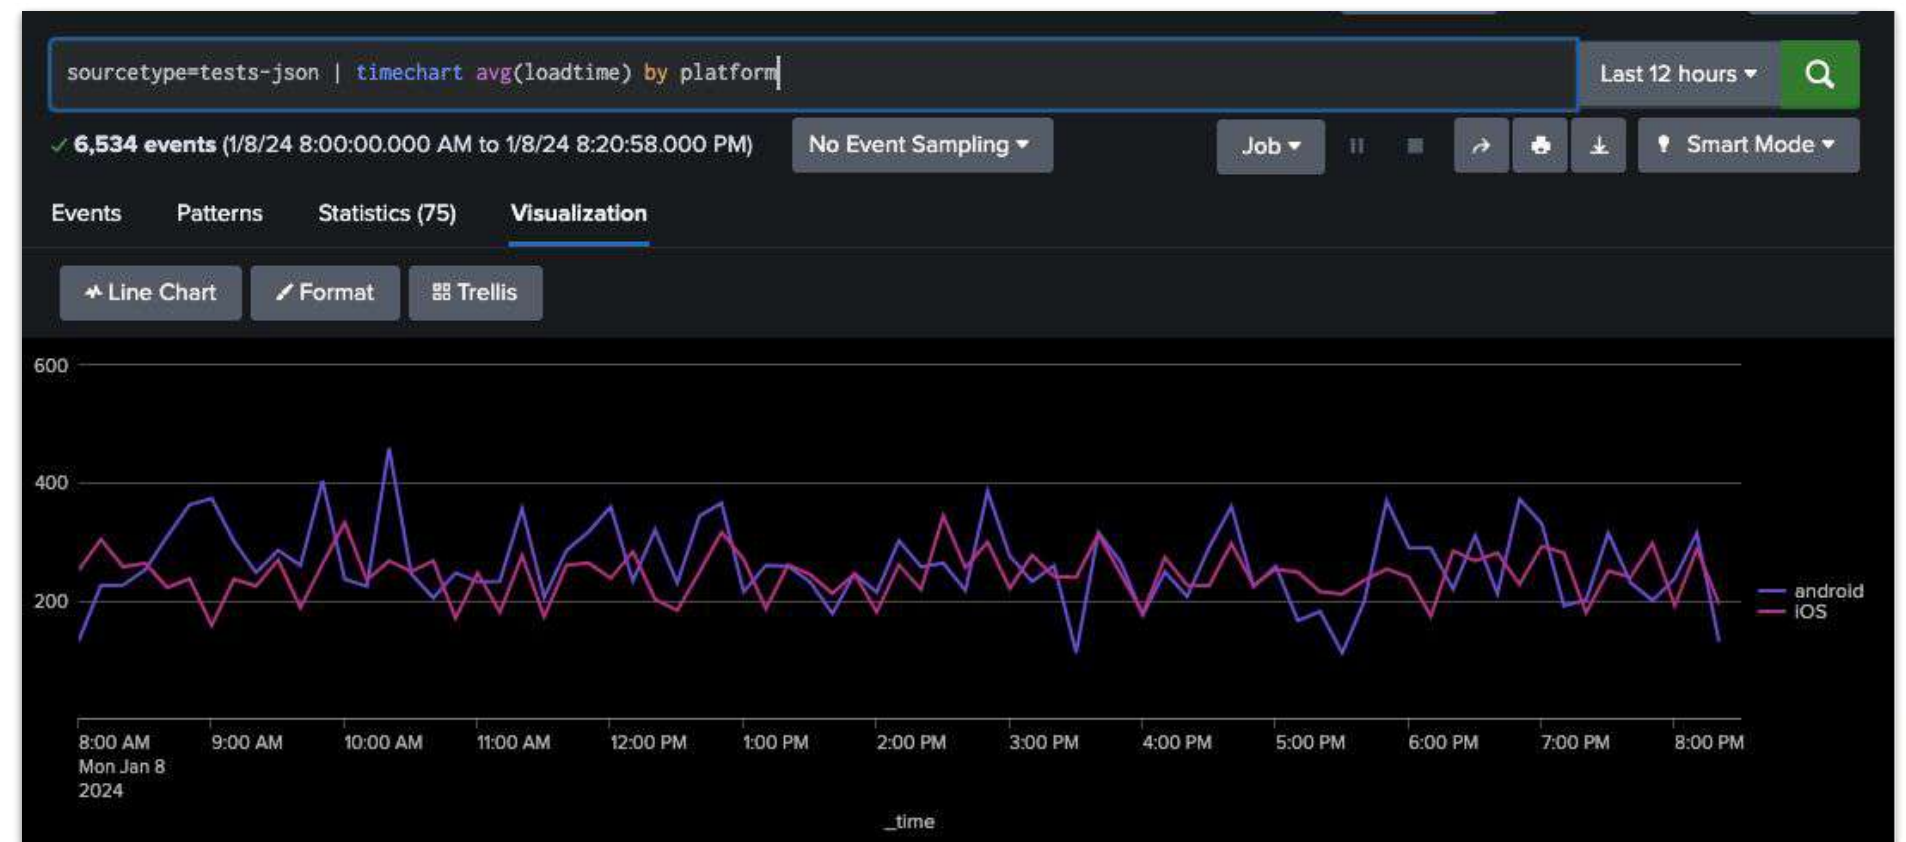 sourcetype=tests-json | timechart avg(loadtime) by platform
Last 12 hours
6,534 events (1/8/24 8:00:00.000 AM to 1/8/24 8:20:58.000 PM)
No Event Sampling
Job
Smart Mode
Events
Patterns
Statistics (75)
Visualization
Line Chart
Format
Trellis
600
400
200
android
iOS
8:00 AM
Mon Jan 8
2024
9:00 AM
10:00 AM
11:00 AM
12:00 PM
1:00 PM
2:00 PM
3:00 PM
4:00 PM
5:00 PM
6:00 PM
7:00 PM
8:00 PM
_time